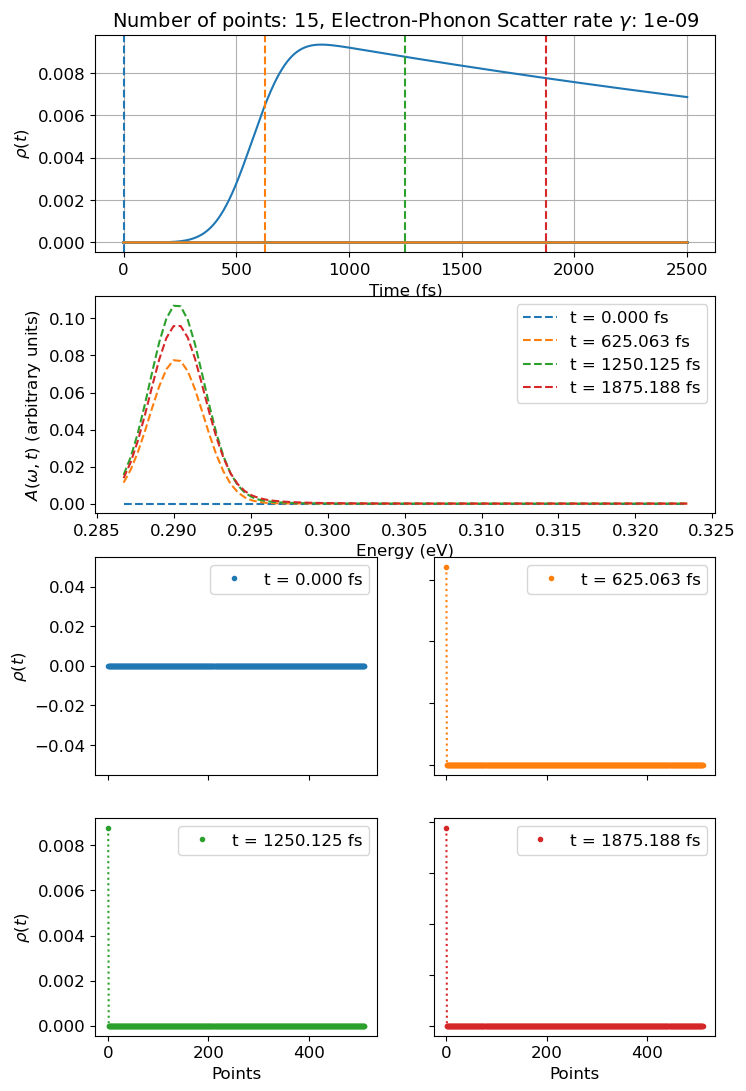 Number of points: 15, Electron-Phonon Scatter rate γ: 1e-09
0.008
0.006
0.004
0.002
0.000
ρ(t)
0 500 1000 1500 2000 2500
Time (fs)
0.10
0.08
0.06
0.04
0.02
0.00
A(ω, t) (arbitrary units)
t = 0.000 fs
t = 625.063 fs
t = 1250.125 fs
t = 1875.188 fs
0.285 0.290 0.295 0.300 0.305 0.310 0.315 0.320 0.325
Energy (eV)
0.04
0.02
0.00
−0.02
−0.04
ρ(t)
t = 0.000 fs
t = 625.063 fs
0.008
0.006
0.004
0.002
0.000
ρ(t)
t = 1250.125 fs
0 200 400
Points
t = 1875.188 fs
0 200 400
Points